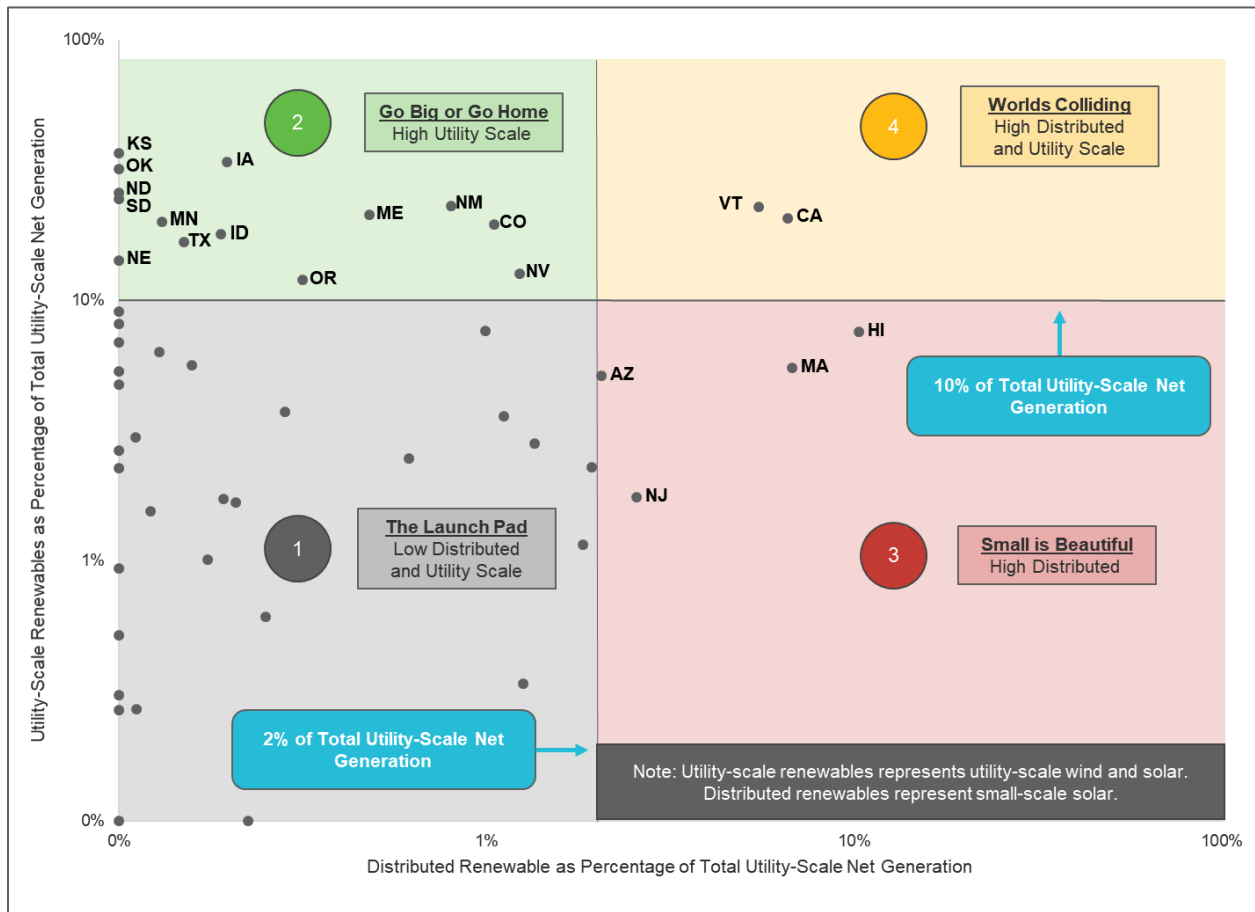 100%
10%
1%
0%
Utility-Scale Renewables as Percentage of Total Utility-Scale Net Generation
2
Go Big or Go Home
High Utility Scale
4
Worlds Colliding
High Distributed
and Utility Scale
KS
OK
ND
SD
MN
TX
NE
IA
ID
OR
ME
NM
CO
NV
VT
CA
HI
MA
AZ
NJ
10% of Total Utility-Scale Net
Generation
1
The Launch Pad
Low Distributed
and Utility Scale
3
Small is Beautiful
High Distributed
2% of Total Utility-Scale Net
Generation
Note: Utility-scale renewables represents utility-scale wind and solar.
Distributed renewables represent small-scale solar.
0%
1%
10%
100%
Distributed Renewable as Percentage of Total Utility-Scale Net Generation